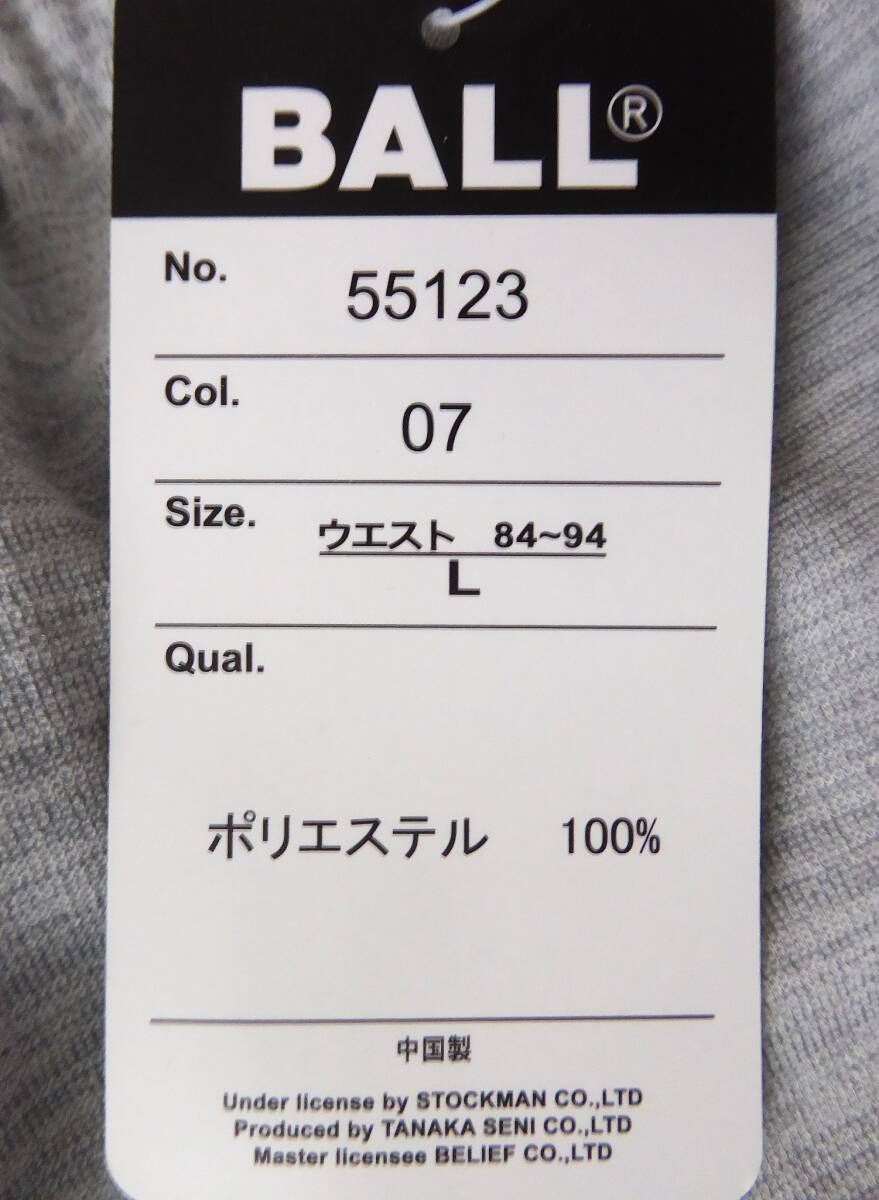 BALL®
No. 55123
Col. 07
Size. ウエスト 84~94
L
Qual.
ポリエステル 100%
中国製
Under license by STOCKMAN CO.,LTD
Produced by TANAKA SENI CO.,LTD
Master licensee BELIEF CO.,LTD